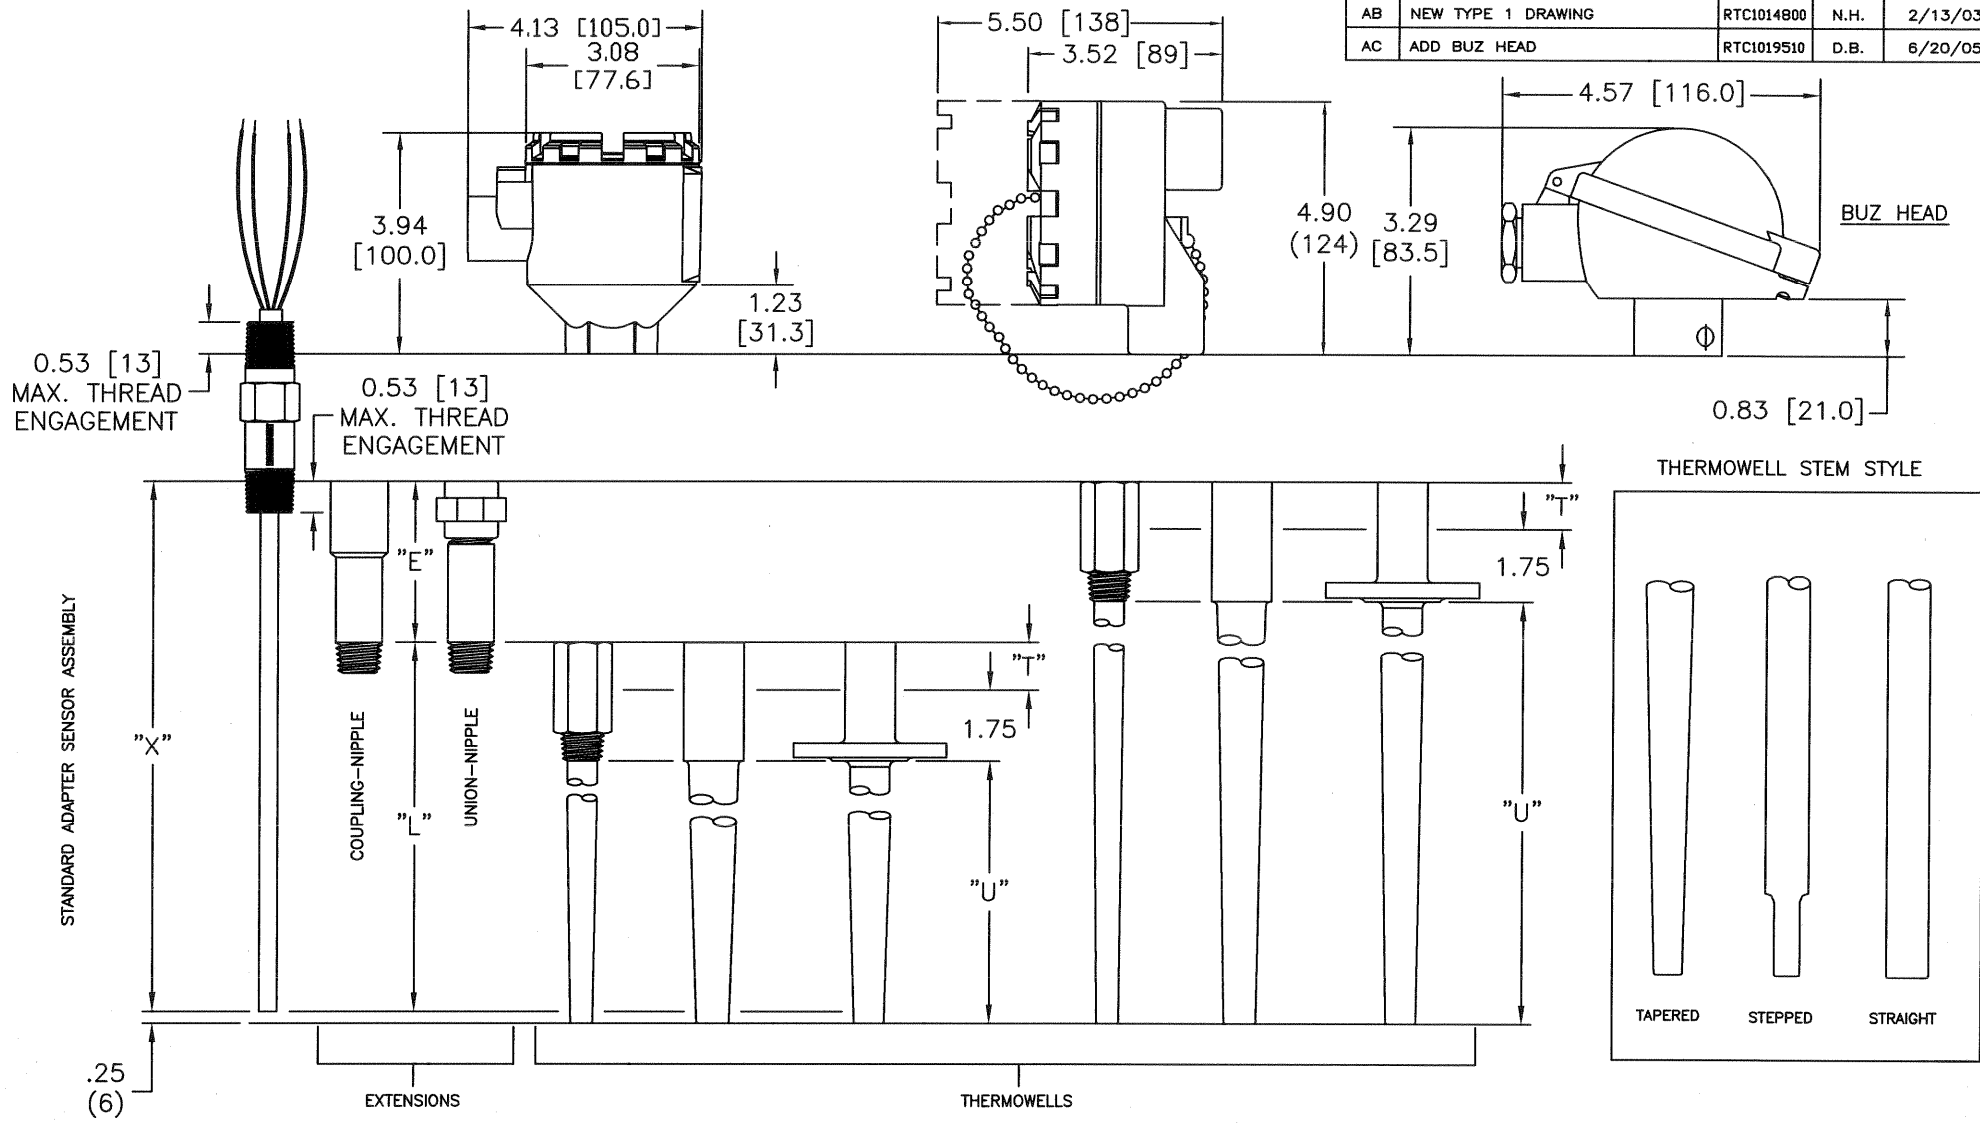 AB NEW TYPE 1 DRAWING RTC1014800 N.H. 2/13/03
AC ADD BUZ HEAD RTC1019510 D.B. 6/20/05
4.13 [105.0]
3.08
[77.6]
5.50 [138]
3.52 [89]
4.57 [116.0]
3.94
[100.0]
1.23
[31.3]
4.90
(124)
3.29
[83.5]
BUZ HEAD
0.53 [13]
MAX. THREAD
ENGAGEMENT
0.53 [13]
MAX. THREAD
ENGAGEMENT
0.83 [21.0]
THERMOWELL STEM STYLE
"E"
"T"
1.75
"T"
1.75
STANDARD ADAPTER SENSOR ASSEMBLY
"X"
COUPLING-NIPPLE
"L"
UNION-NIPPLE
"U"
"U"
TAPERED
STEPPED
STRAIGHT
.25
(6)
EXTENSIONS
THERMOWELLS